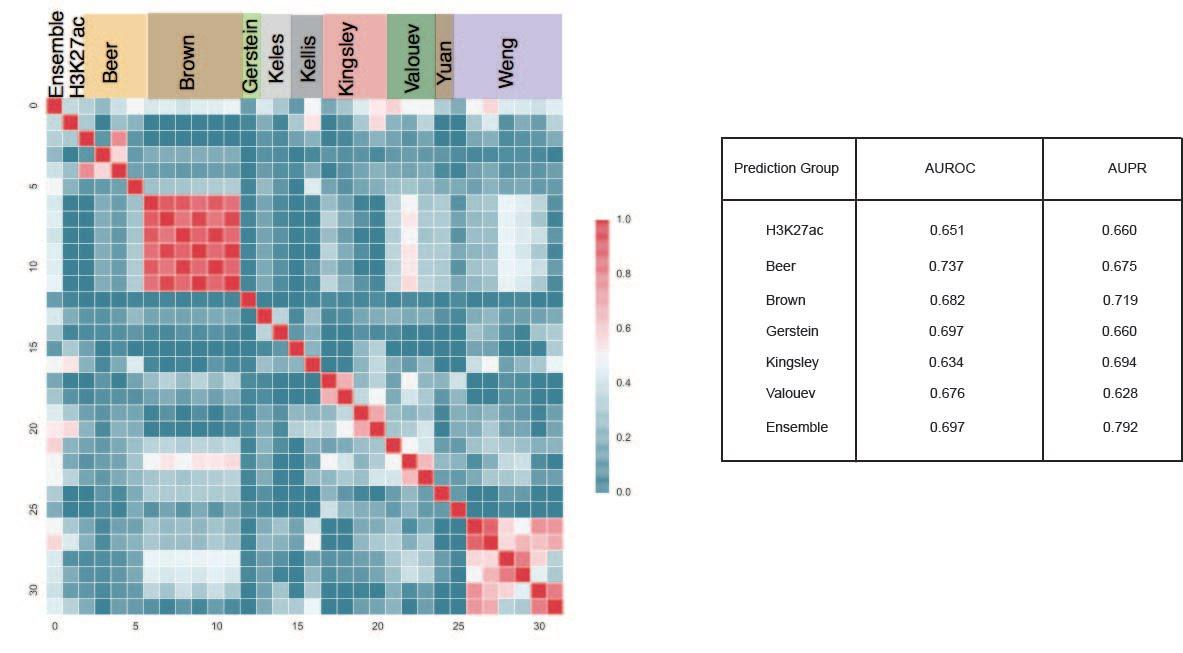 Ensemble
H3K27ac
Beer
Brown
Gerstein
Keles
Kellis
Kingsley
Valouev
Yuan
Weng
0
5
10
15
20
25
30
0 5 10 15 20 25 30
1.0
0.8
0.6
0.4
0.2
0.0
Prediction Group AUROC AUPR
H3K27ac 0.651 0.660
Beer 0.737 0.675
Brown 0.682 0.719
Gerstein 0.697 0.660
Kingsley 0.634 0.694
Valouev 0.676 0.628
Ensemble 0.697 0.792